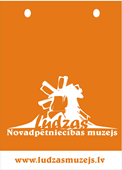 ludzas
Novadpētniecības muzejs
www.ludzasmuzejs.lv